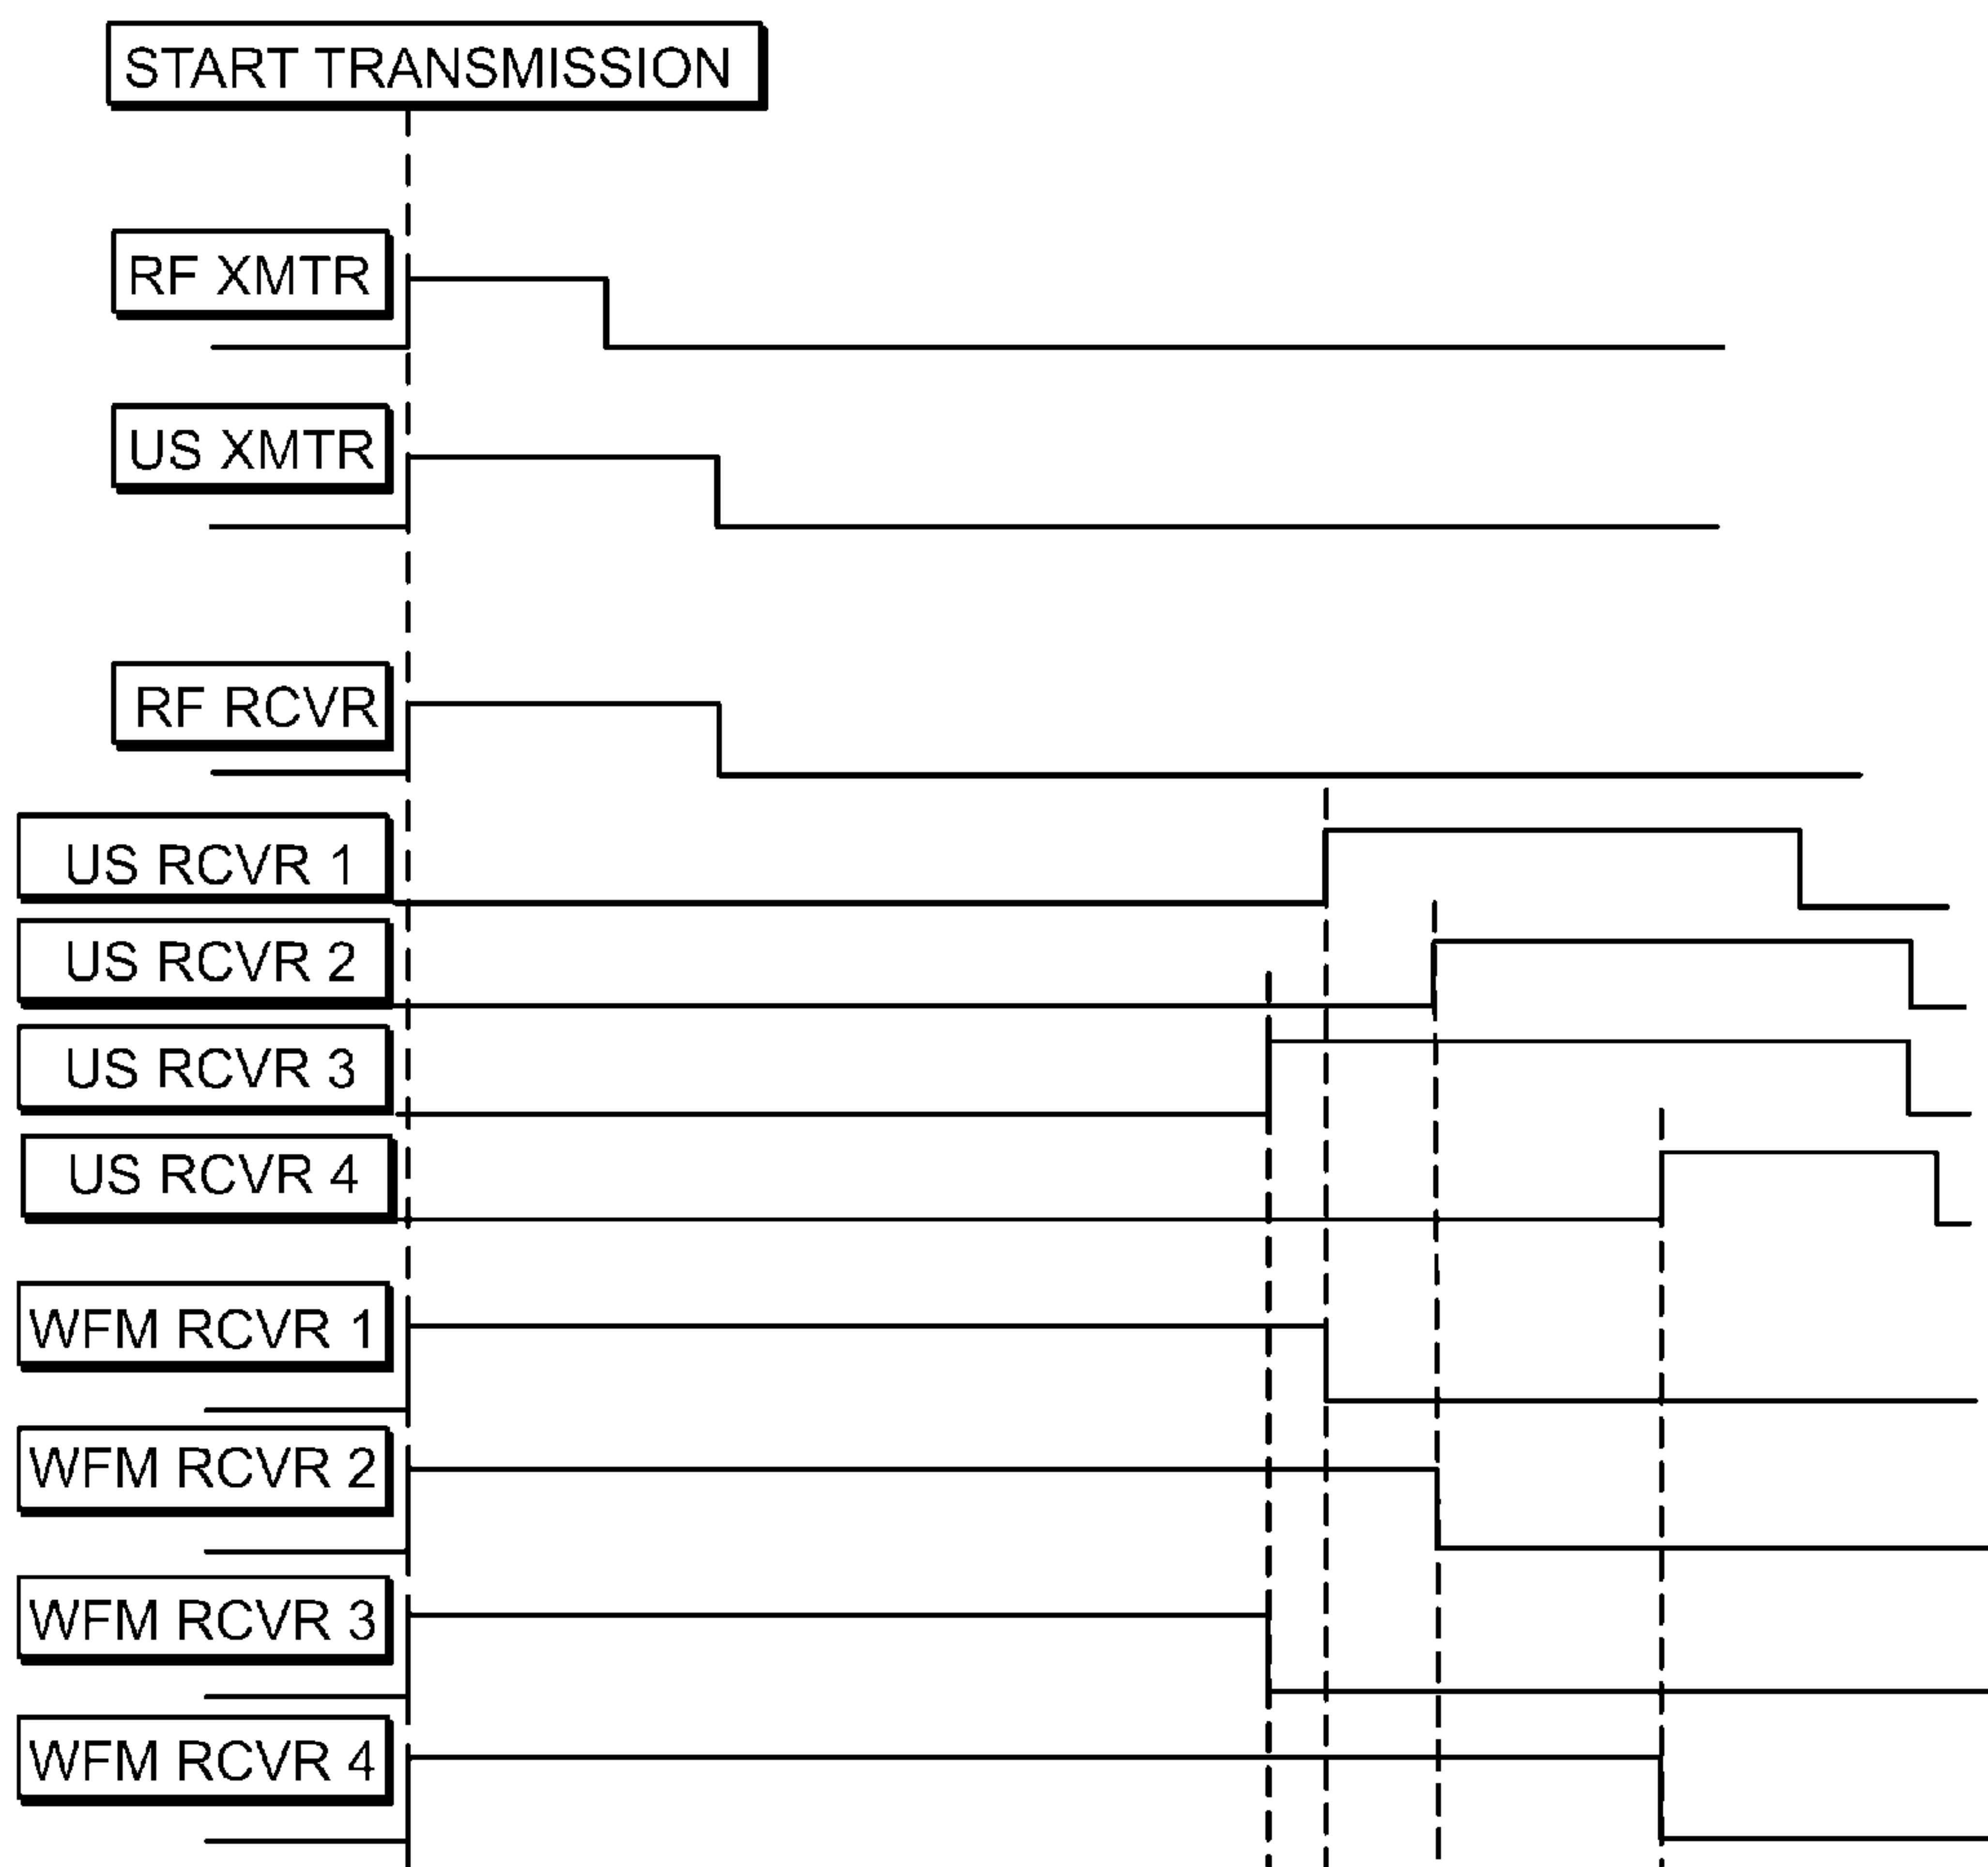 START TRANSMISSION
RF XMTR
US XMTR
RF RCVR
US RCVR 1
US RCVR 2
US RCVR 3
US RCVR 4
WFM RCVR 1
WFM RCVR 2
WFM RCVR 3
WFM RCVR 4